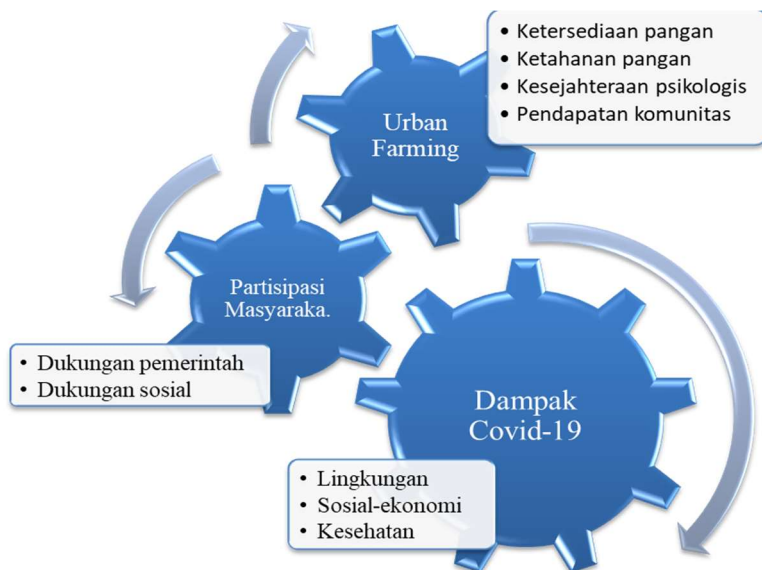 • Ketersediaan pangan
• Ketahanan pangan
• Kesejahteraan psikologis
• Pendapatan komunitas
Urban
Farming
Partisipasi
Masyaraka.
• Dukungan pemerintah
• Dukungan sosial
Dampak
Covid-19
• Lingkungan
• Sosial-ekonomi
• Kesehatan